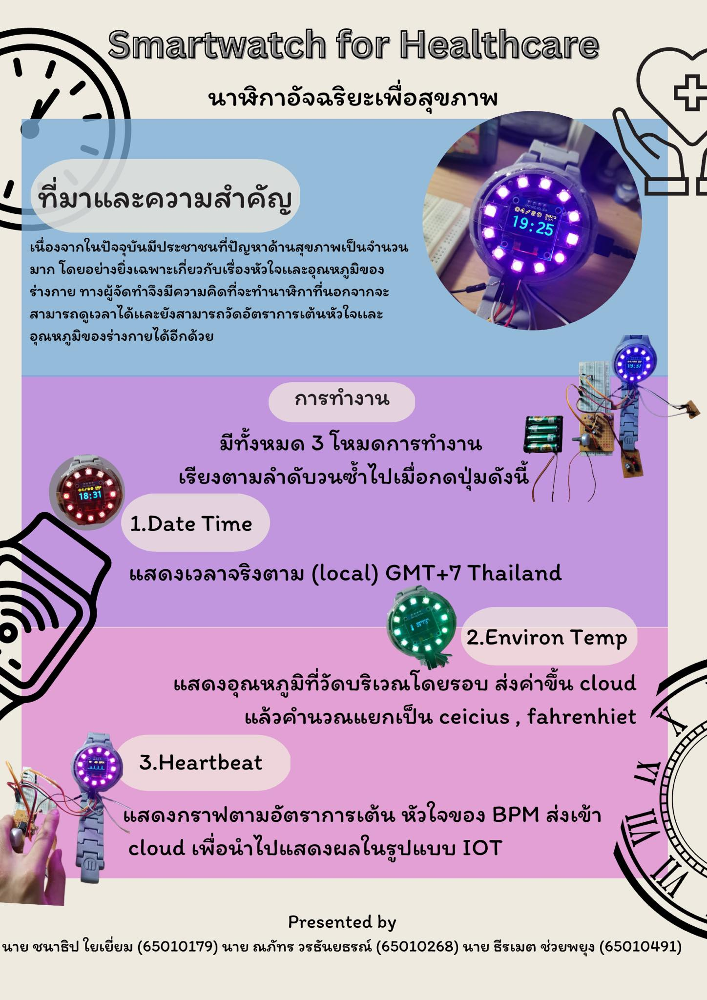 Smartwatch for Healthcare
นาฬิกาอัจฉริยะเพื่อสุขภาพ
ที่มาและความสำคัญ
เนื่องจากในปัจจุบันมีประชาชนที่ปัญหาด้านสุขภาพเป็นจำนวน
มาก โดยอย่างยิ่งเฉพาะเกี่ยวกับเรื่องหัวใจและอุณหภูมิของ
ร่างกาย ทางผู้จัดทำจึงมีความคิดที่จะทำนาฬิกาที่นอกจากจะ
สามารถดูเวลาได้และยังสามารถวัดอัตราการเต้นหัวใจและ
อุณหภูมิของร่างกายได้อีกด้วย
04/30 2023
Sun
19:25
19:37
การทำงาน
มีทั้งหมด 3 โหมดการทำงาน
เรียงตามลำดับวนซ้ำไปเมื่อกดปุ่มดังนี้
04/30 2023
18:31
1.Date Time
แสดงเวลาจริงตาม (local) GMT+7 Thailand
29 °C
2.Environ Temp
แสดงอุณหภูมิที่วัดบริเวณโดยรอบ ส่งค่าขึ้น cloud
แล้วคำนวณแยกเป็น ceicius , fahrenhiet
BPM
3.Heartbeat
แสดงกราฟตามอัตราการเต้น หัวใจของ BPM ส่งเข้า
cloud เพื่อนำไปแสดงผลในรูปแบบ IOT
X
IX
VIII
VII
Presented by
นาย ชนาธิป ใยเยี่ยม (65010179) นาย ณภัทร วรธันยธรณ์ (65010268) นาย ธีรเมต ช่วยพยุง (65010491)